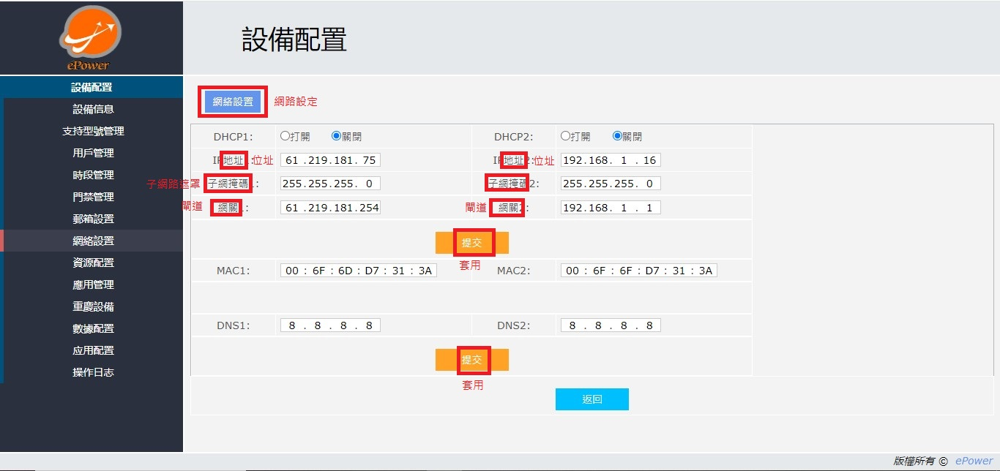 ePower
設備配置
設備配置
設備信息
支持型號管理
用戶管理
時段管理
門禁管理
郵箱設置
網絡設置
資源配置
應用管理
重慶設備
數據配置
应用配置
操作日志
網絡設置 網路設定
DHCP1: 打開 關閉 DHCP2: 打開 關閉
IP地址1: 位址 61 .219.181. 75 IP地址2: 位址 192.168. 1 . 16
子網路遮罩 子網掩碼1: 255.255.255. 0 子網掩碼2: 255.255.255. 0
閘道 網關1: 61 .219.181.254 閘道 網關2: 192.168. 1 . 1
提交
套用
MAC1: 00 : 6F : 6D : D7 : 31 : 3A MAC2: 00 : 6F : 6F : D7 : 31 : 3A
DNS1: 8 . 8 . 8 . 8 DNS2: 8 . 8 . 8 . 8
提交
套用
返回
版權所有 © ePower